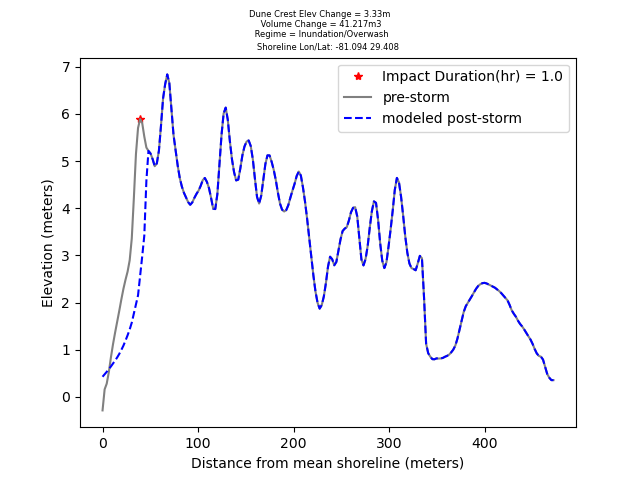 Dune Crest Elev Change = 3.33m
Volume Change = 41.217m3
Regime = Inundation/Overwash
Shoreline Lon/Lat: -81.094 29.408
Impact Duration(hr) = 1.0
pre-storm
modeled post-storm
7
6
5
4
3
2
1
0
Elevation (meters)
0 100 200 300 400
Distance from mean shoreline (meters)